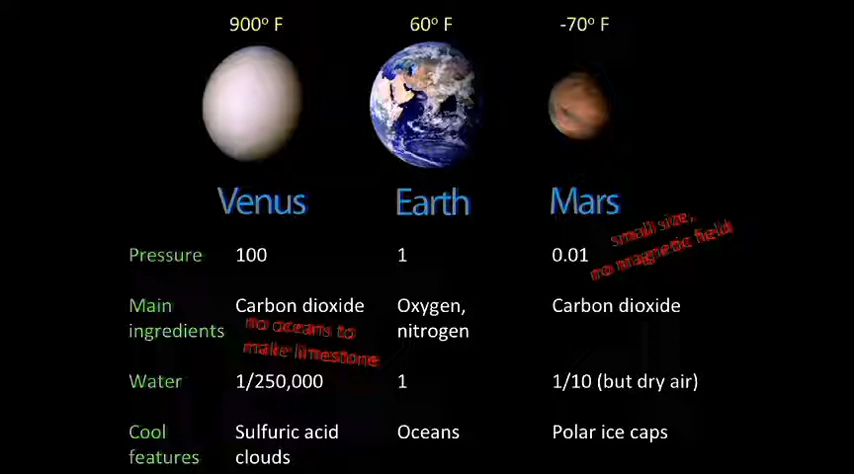 900º F 60º F -70º F
Venus Earth Mars
small size,
no magnetic field
Pressure 100 1 0.01
Main Carbon dioxide Oxygen, Carbon dioxide
ingredients nitrogen
no oceans to
make limestone
Water 1/250,000 1 1/10 (but dry air)
Cool Sulfuric acid Oceans Polar ice caps
features clouds